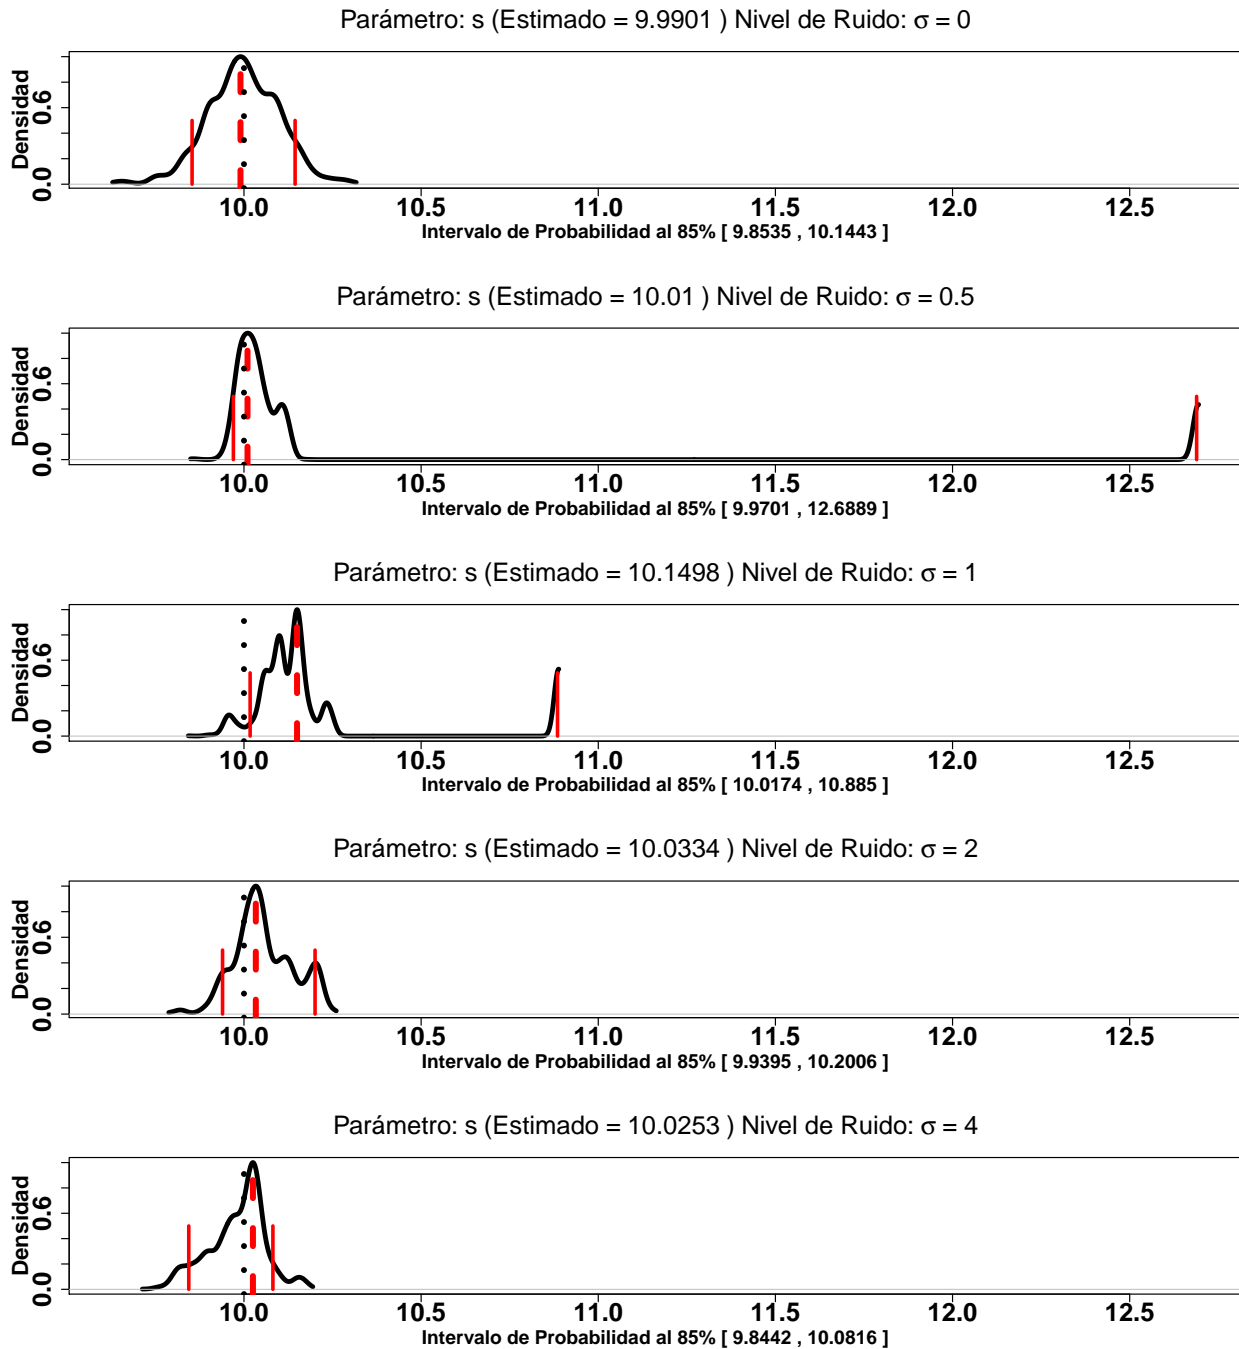 Parámetro: s (Estimado = 9.9901 ) Nivel de Ruido: σ = 0
Densidad
0.0 0.6
10.0 10.5 11.0 11.5 12.0 12.5
Intervalo de Probabilidad al 85% [ 9.8535 , 10.1443 ]
Parámetro: s (Estimado = 10.01 ) Nivel de Ruido: σ = 0.5
Densidad
0.0 0.6
10.0 10.5 11.0 11.5 12.0 12.5
Intervalo de Probabilidad al 85% [ 9.9701 , 12.6889 ]
Parámetro: s (Estimado = 10.1498 ) Nivel de Ruido: σ = 1
Densidad
0.0 0.6
10.0 10.5 11.0 11.5 12.0 12.5
Intervalo de Probabilidad al 85% [ 10.0174 , 10.885 ]
Parámetro: s (Estimado = 10.0334 ) Nivel de Ruido: σ = 2
Densidad
0.0 0.6
10.0 10.5 11.0 11.5 12.0 12.5
Intervalo de Probabilidad al 85% [ 9.9395 , 10.2006 ]
Parámetro: s (Estimado = 10.0253 ) Nivel de Ruido: σ = 4
Densidad
0.0 0.6
10.0 10.5 11.0 11.5 12.0 12.5
Intervalo de Probabilidad al 85% [ 9.8442 , 10.0816 ]